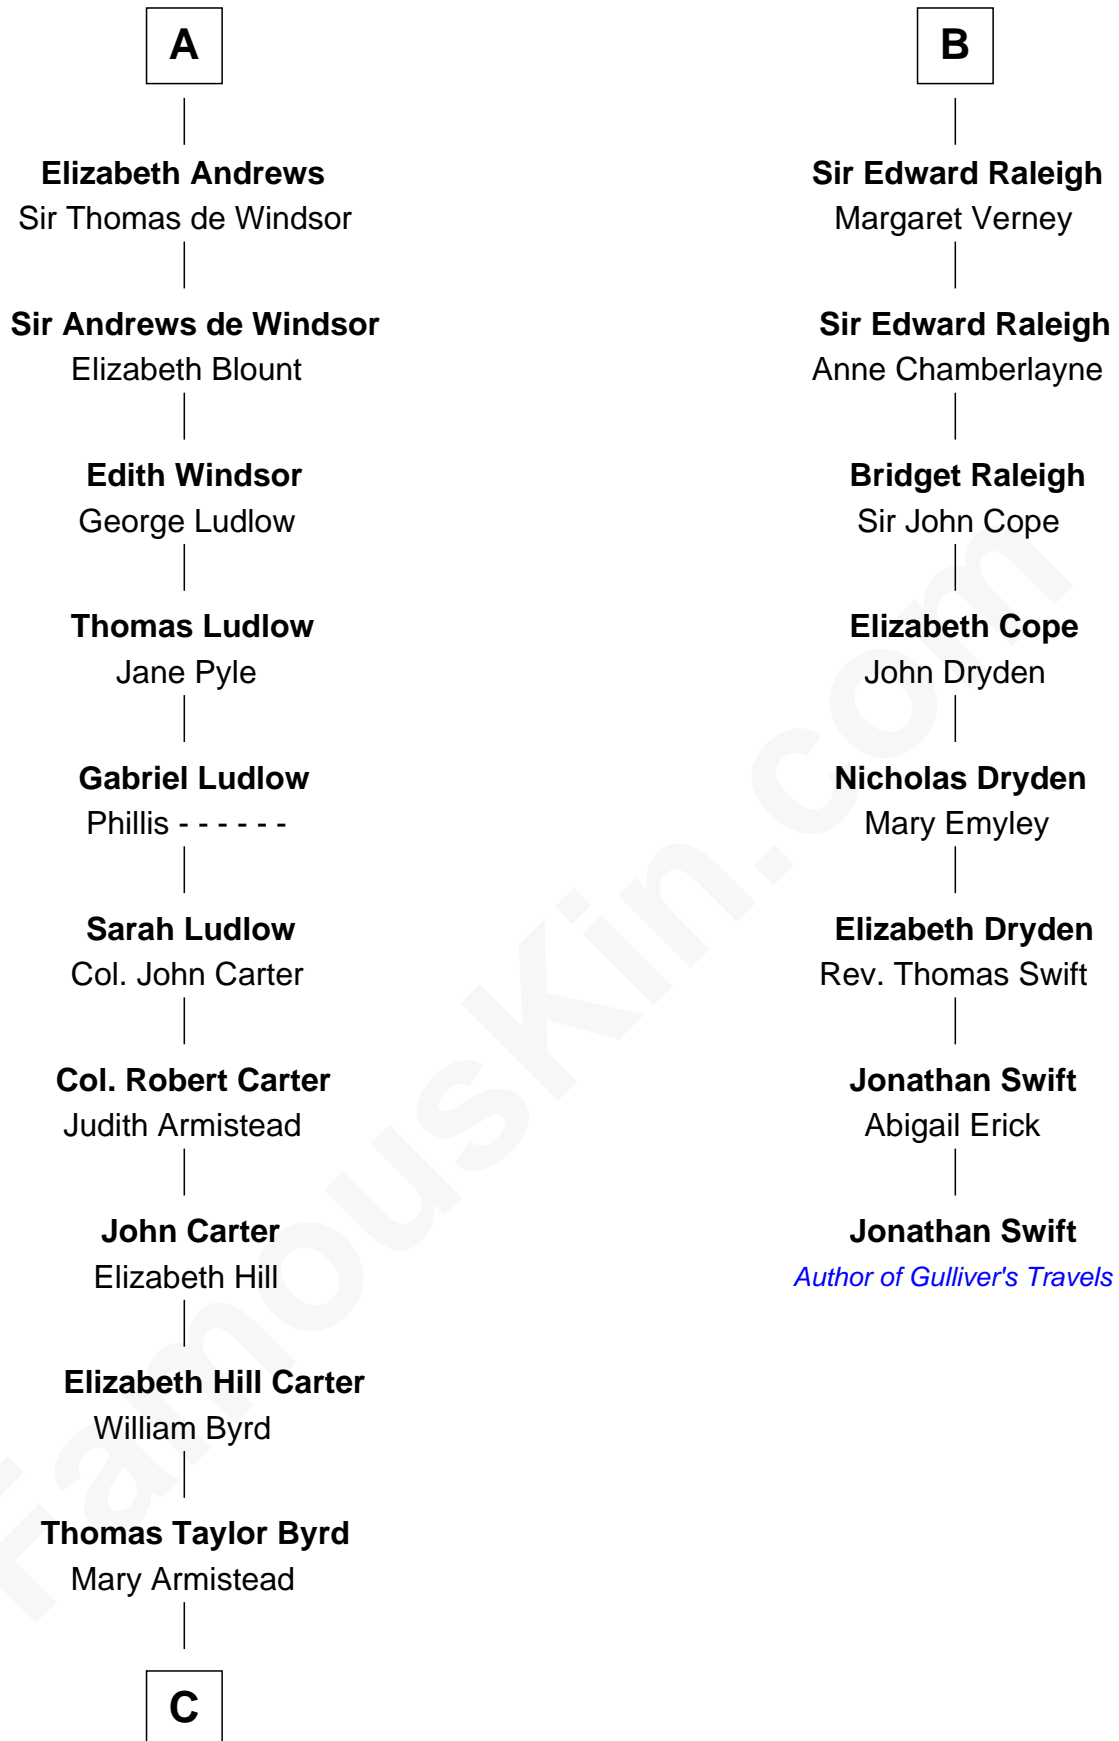 A
Elizabeth Andrews
Sir Thomas de Windsor
Sir Andrews de Windsor
Elizabeth Blount
Edith Windsor
George Ludlow
Thomas Ludlow
Jane Pyle
Gabriel Ludlow
Phillis - - - - - -
Sarah Ludlow
Col. John Carter
Col. Robert Carter
Judith Armistead
John Carter
Elizabeth Hill
Elizabeth Hill Carter
William Byrd
Thomas Taylor Byrd
Mary Armistead
C
B
Sir Edward Raleigh
Margaret Verney
Sir Edward Raleigh
Anne Chamberlayne
Bridget Raleigh
Sir John Cope
Elizabeth Cope
John Dryden
Nicholas Dryden
Mary Emyley
Elizabeth Dryden
Rev. Thomas Swift
Jonathan Swift
Abigail Erick
Jonathan Swift
Author of Gulliver's Travels
FamousKin.com